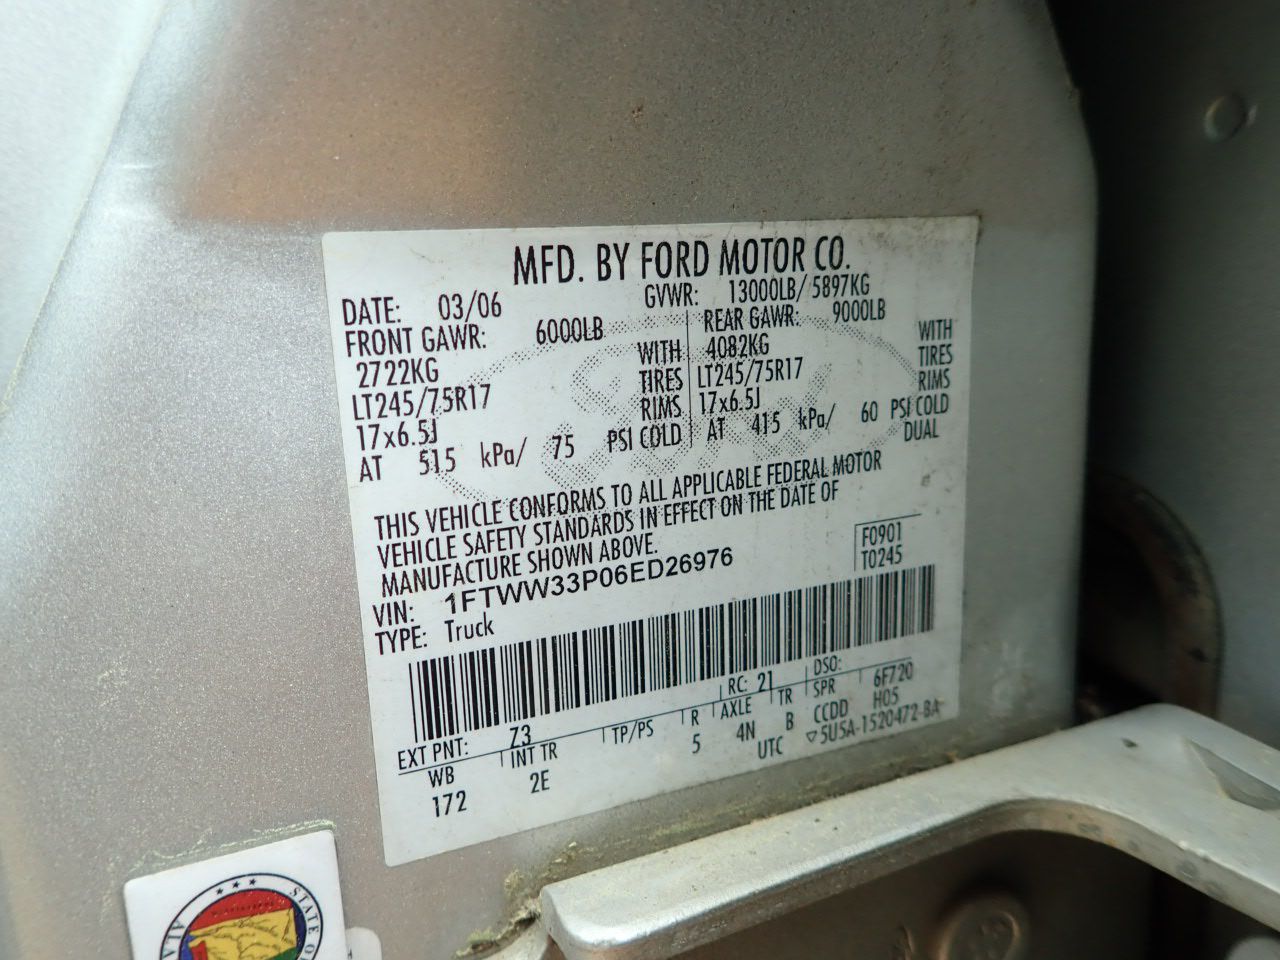 MFD. BY FORD MOTOR CO.
DATE: 03/06 GVWR: 13000LB/ 5897KG
FRONT GAWR: 6000LB REAR GAWR: 9000LB
2722KG WITH 4082KG WITH
LT245/75R17 TIRES LT245/75R17 TIRES
17x6.5J RIMS 17x6.5J RIMS
AT 515 kPa/ 75 PSI COLD AT 415 kPa/ 60 PSI COLD
DUAL
THIS VEHICLE CONFORMS TO ALL APPLICABLE FEDERAL MOTOR
VEHICLE SAFETY STANDARDS IN EFFECT ON THE DATE OF
MANUFACTURE SHOWN ABOVE.
F0901
VIN: 1FTWW33P06ED26976 T0245
TYPE: Truck
EXT PNT: Z3 RC: 21 DSO:
WB INT TR TP/PS R AXLE TR SPR 6F720
172 2E 5 4N B CCDD H05
UTC ▽5U5A-1520472-BA
STATE O
ALA